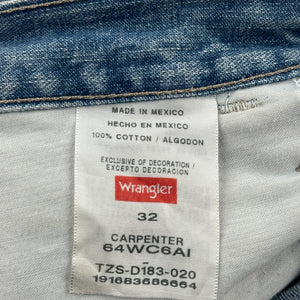 MADE IN MEXICO
HECHO EN MEXICO
100% COTTON / ALGODON
EXCLUSIVE OF DECORATION /
EXCEPTO DECORACION
Wrangler
32
CARPENTER
64WC6AI
-
TZS-D183-020
191683686664